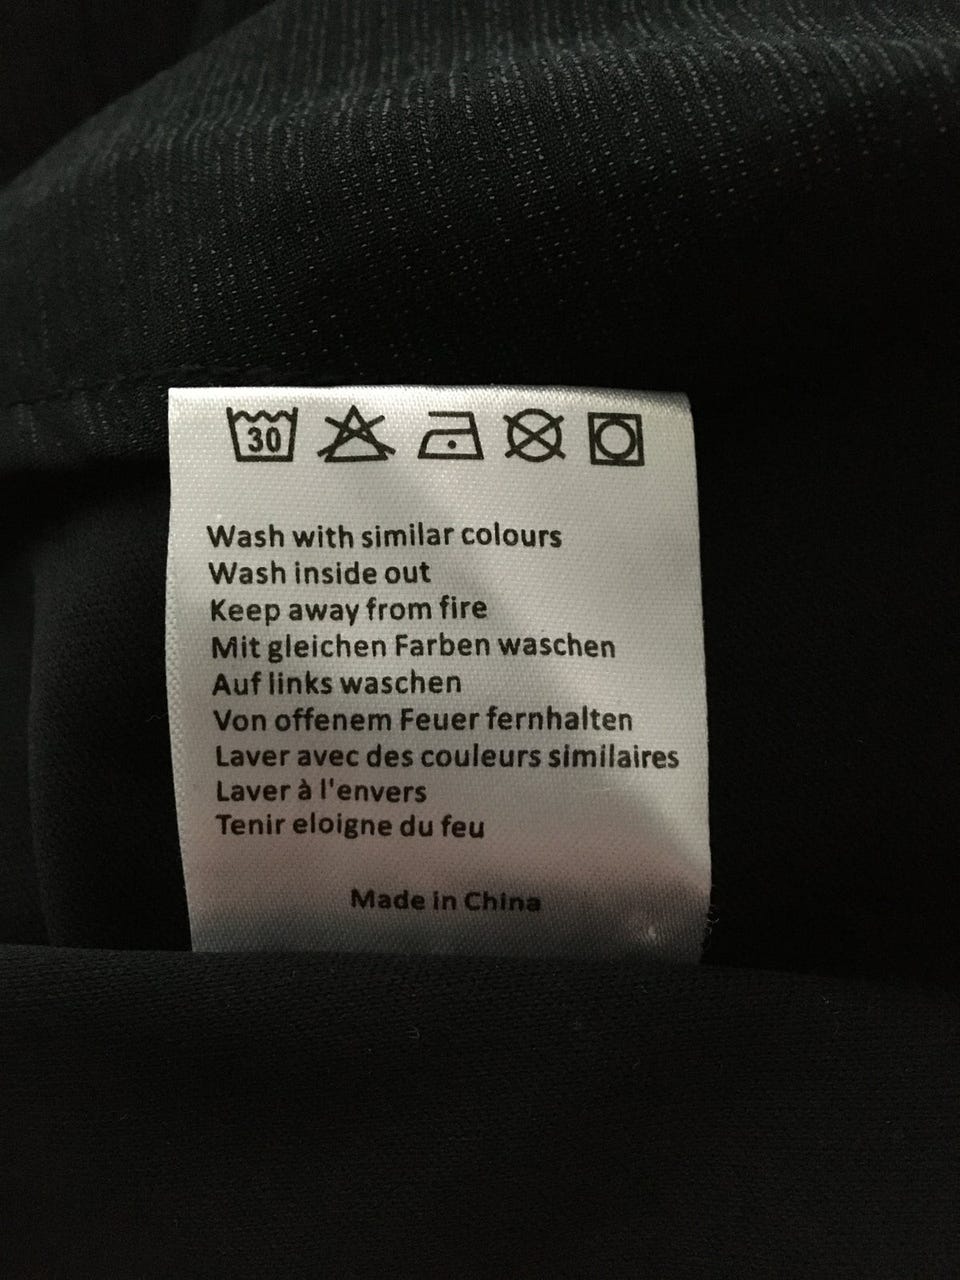 30
Wash with similar colours
Wash inside out
Keep away from fire
Mit gleichen Farben waschen
Auf links waschen
Von offenem Feuer fernhalten
Laver avec des couleurs similaires
Laver à l'envers
Tenir eloigne du feu
Made in China